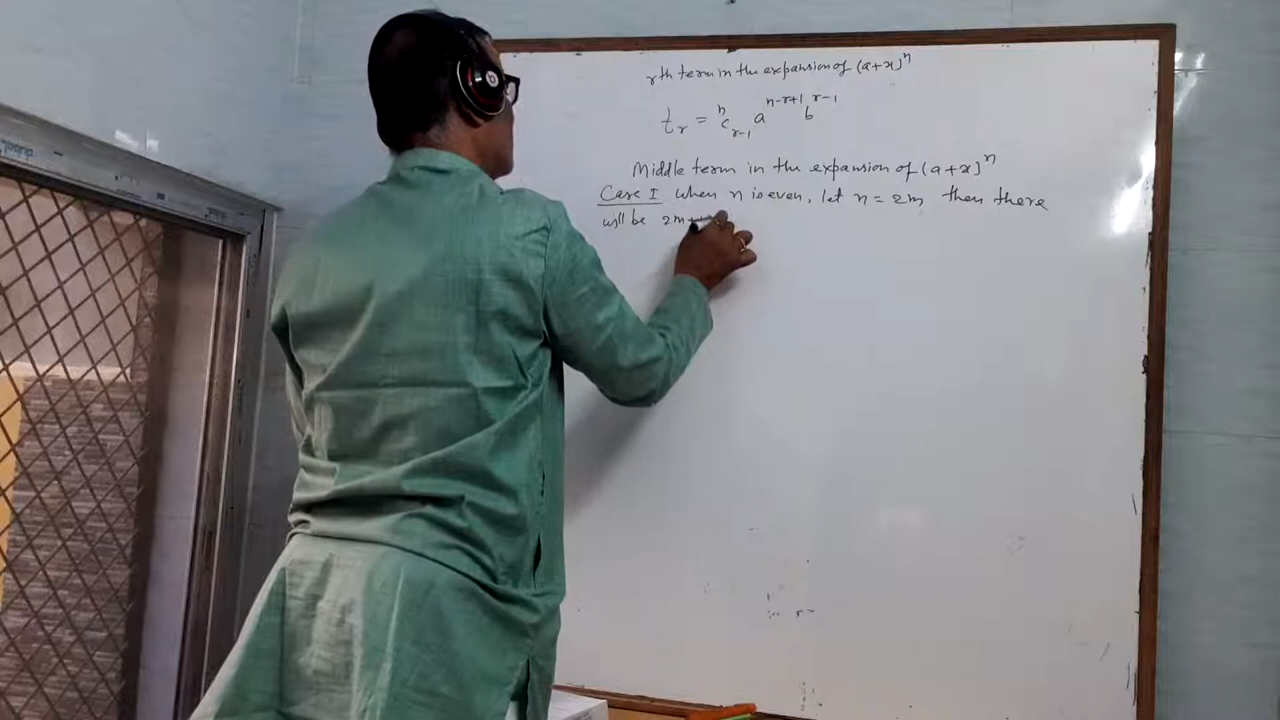 rth term in the expansion of (a+x)^n
t_r = ^nC_{r-1} a^{n-r+1} b^{r-1}
Middle term in the expansion of (a+x)^n
Case I when n is even, let n = 2m then there
will be 2m+1